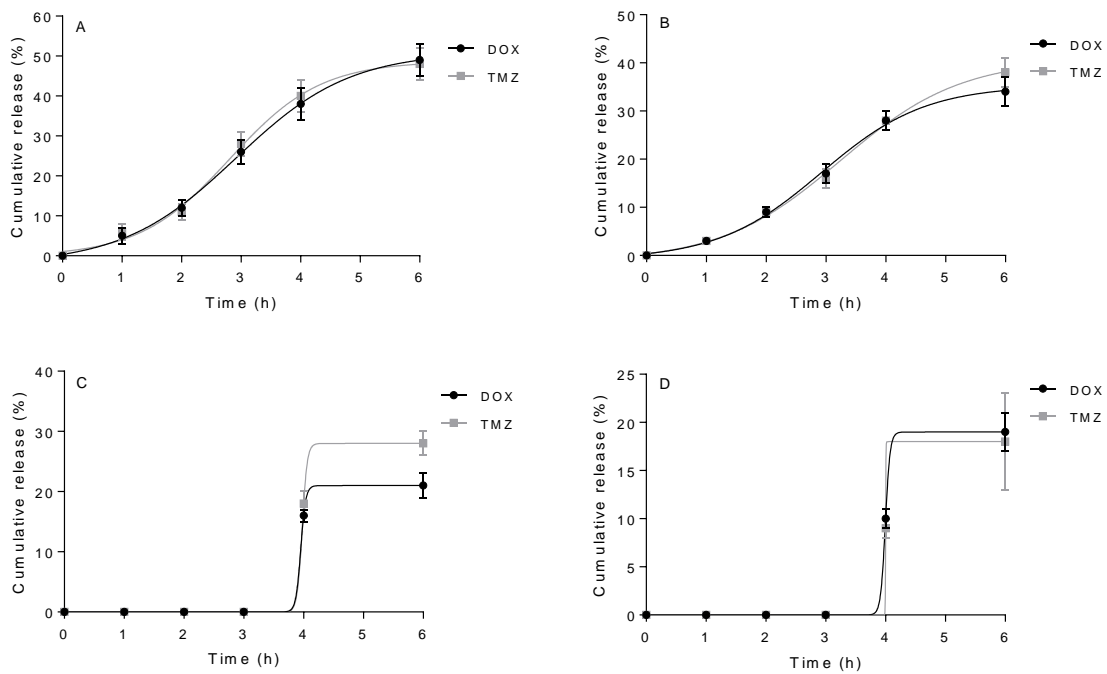 A
Cumulative release (%)
60
50
40
30
20
10
0
0 1 2 3 4 5 6
Time (h)
DOX
TMZ
B
Cumulative release (%)
50
40
30
20
10
0
0 1 2 3 4 5 6
Time (h)
DOX
TMZ
C
Cumulative release (%)
40
30
20
10
0
0 1 2 3 4 5 6
Time (h)
DOX
TMZ
D
Cumulative release (%)
25
20
15
10
5
0
0 1 2 3 4 5 6
Time (h)
DOX
TMZ